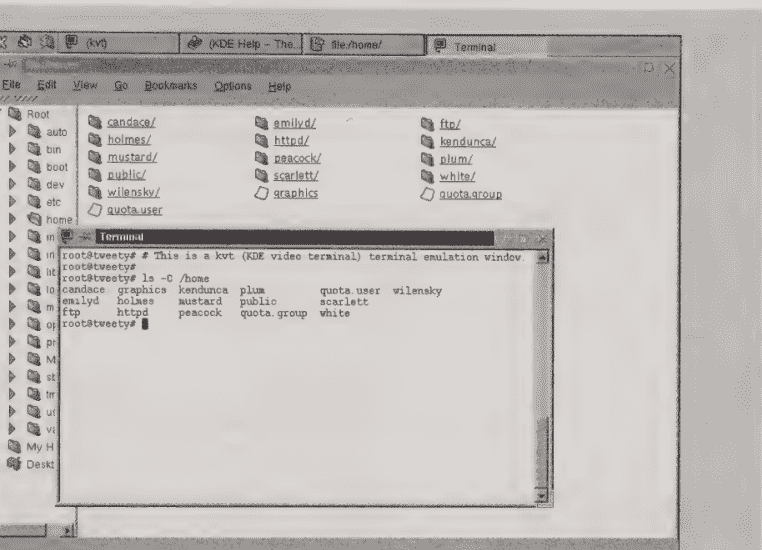 (kvt)
(KDE Help - The...
file:/home/
Terminal
File Edit View Go Bookmarks Options Help
Root
auto
bin
boot
dev
etc
home
My H
Deskt
candace/ emilyd/ ftp/
holmes/ httpd/ kendunca/
mustard/ peacock/ plum/
public/ scarlett/ white/
wilensky/ graphics quota.group
quota.user
Terminal
root@tweety# # This is a kvt (KDE video terminal) terminal emulation window.
root@tweety#
root@tweety# ls -C /home
candace graphics kendunca plum quota.user wilensky
emilyd holmes mustard public scarlett
ftp httpd peacock quota.group white
root@tweety#